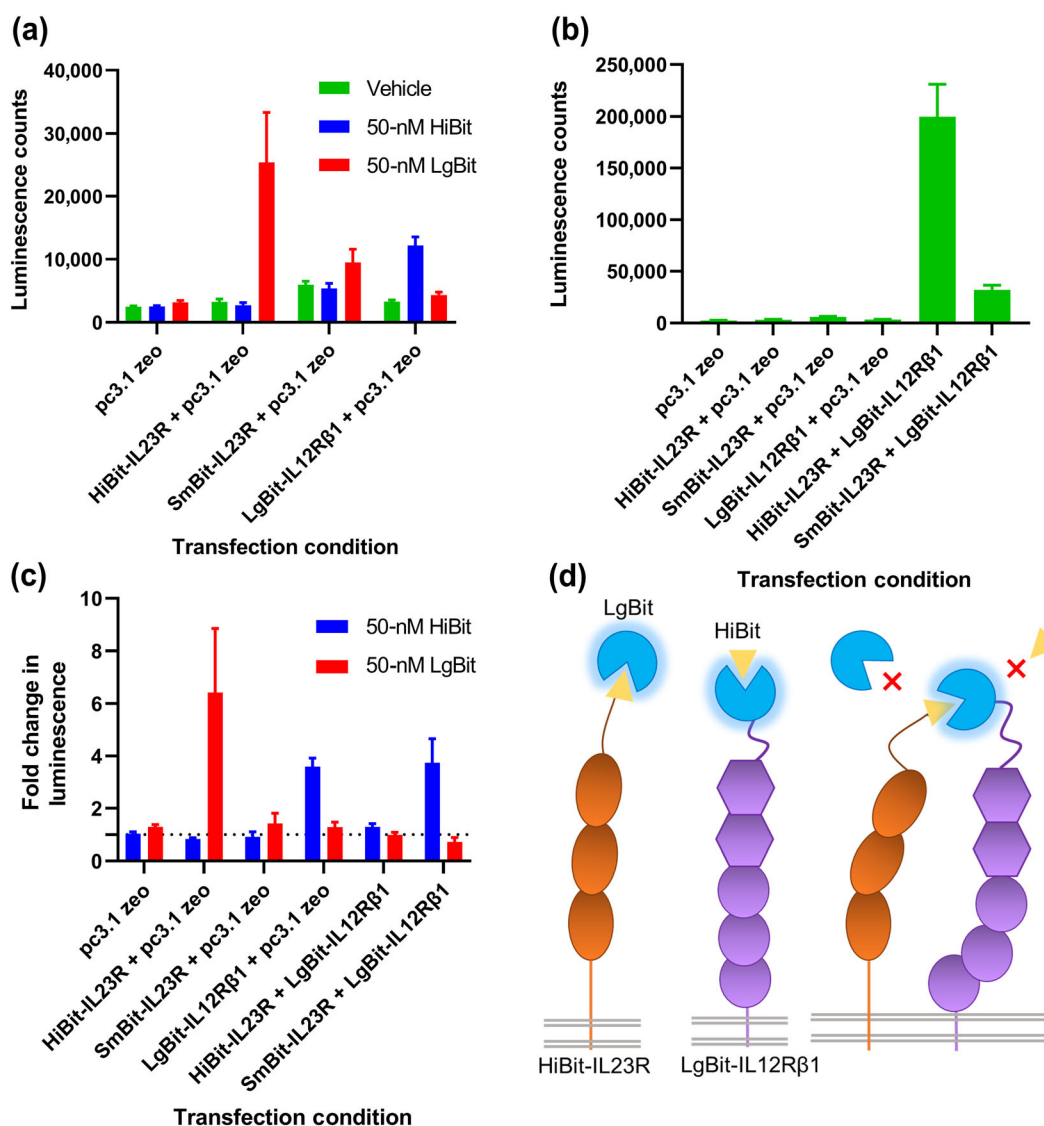 (a)
Luminescence counts
40,000
30,000
20,000
10,000
0
Vehicle
50-nM HiBit
50-nM LgBit
pc3.1 zeo
HiBit-IL23R + pc3.1 zeo
SmBit-IL23R + pc3.1 zeo
LgBit-IL12Rβ1 + pc3.1 zeo
Transfection condition
(b)
Luminescence counts
250,000
200,000
150,000
100,000
50,000
0
pc3.1 zeo
HiBit-IL23R + pc3.1 zeo
SmBit-IL23R + pc3.1 zeo
LgBit-IL12Rβ1 + pc3.1 zeo
HiBit-IL23R + LgBit-IL12Rβ1
SmBit-IL23R + LgBit-IL12Rβ1
Transfection condition
(c)
Fold change in
luminescence
10
8
6
4
2
0
50-nM HiBit
50-nM LgBit
pc3.1 zeo
HiBit-IL23R + pc3.1 zeo
SmBit-IL23R + pc3.1 zeo
LgBit-IL12Rβ1 + pc3.1 zeo
HiBit-IL23R + LgBit-IL12Rβ1
SmBit-IL23R + LgBit-IL12Rβ1
Transfection condition
(d)
LgBit
HiBit
HiBit-IL23R
LgBit-IL12Rβ1